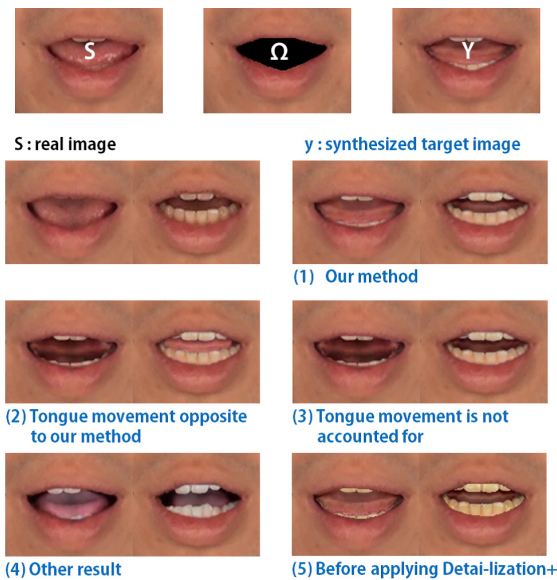 S
Ω
Y
S : real image
y : synthesized target image
(1) Our method
(2) Tongue movement opposite
to our method
(3) Tongue movement is not
accounted for
(4) Other result
(5) Before applying Detai-lization+